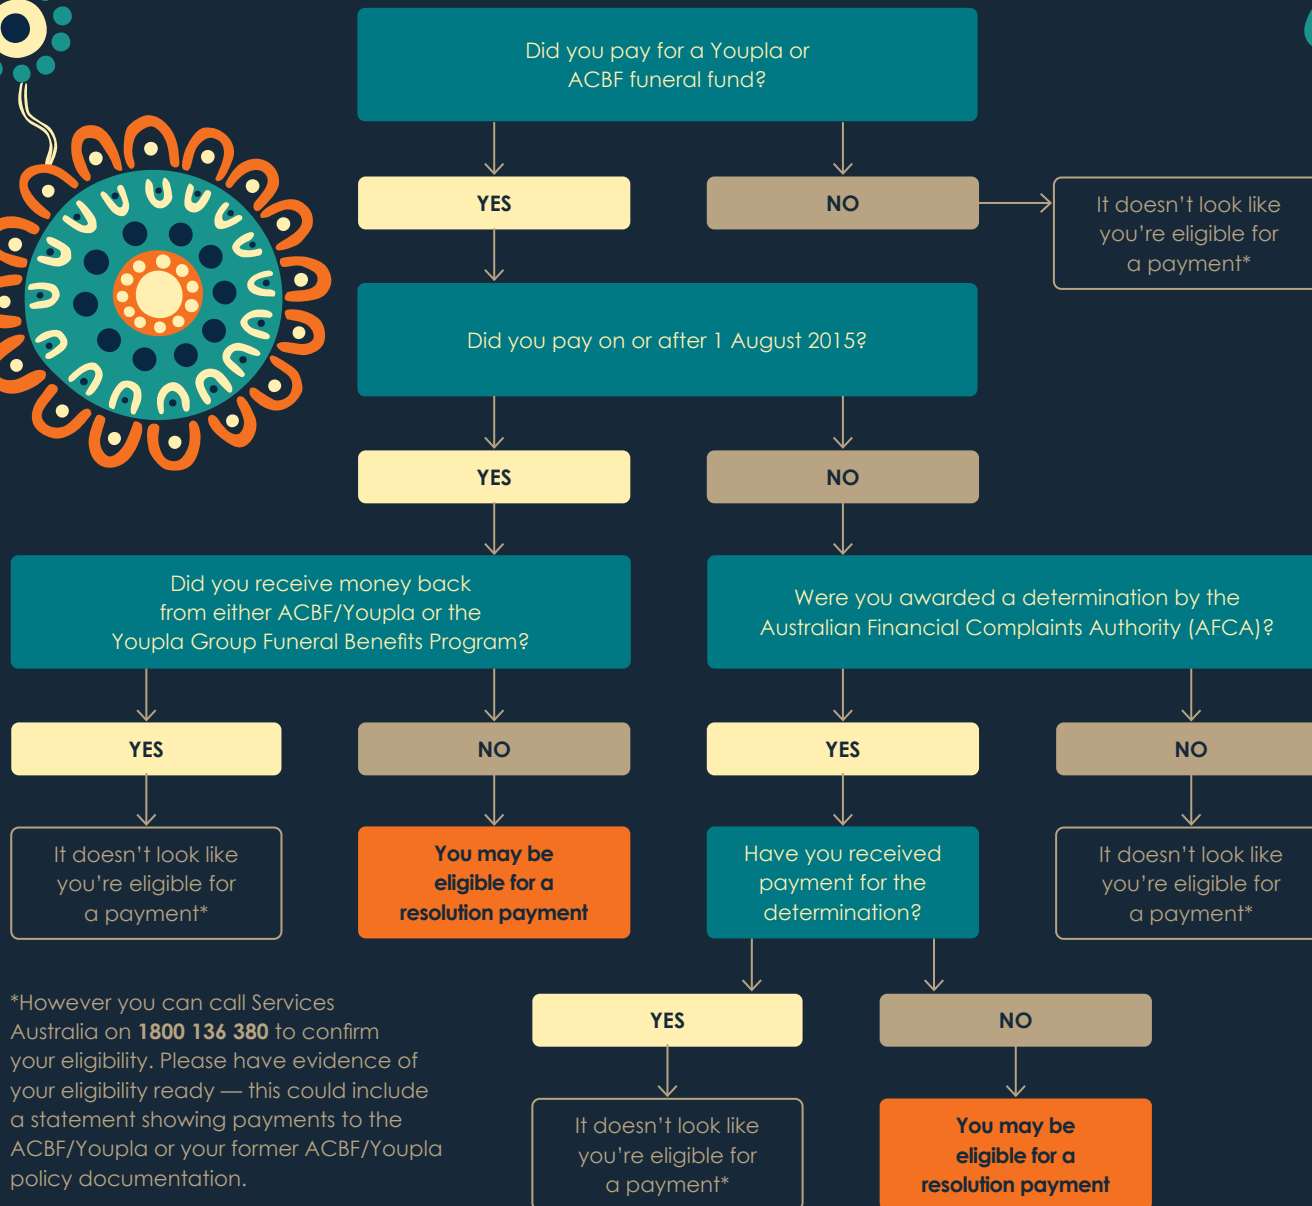 Did you pay for a Youpla or
ACBF funeral fund?
YES
NO
It doesn’t look like
you’re eligible for
a payment*
Did you pay on or after 1 August 2015?
YES
NO
Did you receive money back
from either ACBF/Youpla or the
Youpla Group Funeral Benefits Program?
Were you awarded a determination by the
Australian Financial Complaints Authority (AFCA)?
YES
NO
YES
NO
It doesn’t look like
you’re eligible for
a payment*
You may be
eligible for a
resolution payment
Have you received
payment for the
determination?
It doesn’t look like
you’re eligible for
a payment*
YES
NO
It doesn’t look like
you’re eligible for
a payment*
You may be
eligible for a
resolution payment
*However you can call Services
Australia on 1800 136 380 to confirm
your eligibility. Please have evidence of
your eligibility ready — this could include
a statement showing payments to the
ACBF/Youpla or your former ACBF/Youpla
policy documentation.